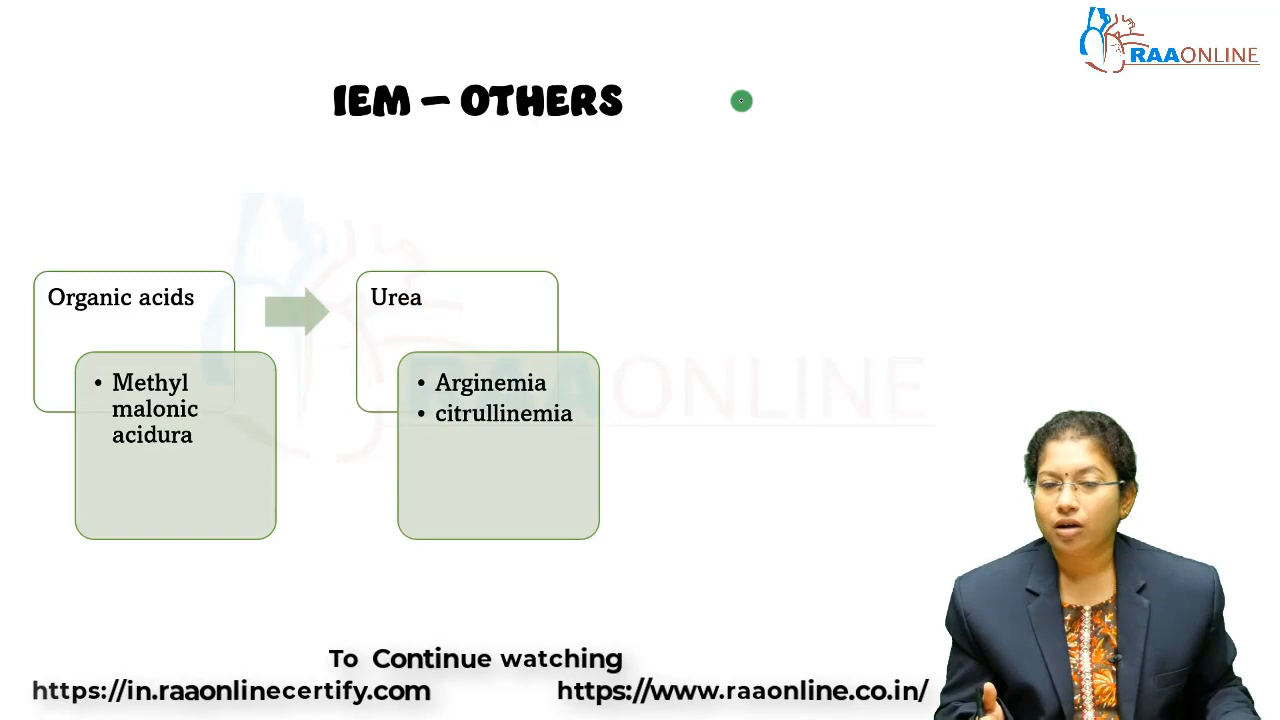 RAAONLINE
IEM – OTHERS
Organic acids
• Methyl
malonic
acidura
Urea
• Arginemia
• citrullinemia
RAAONLINE
To Continue watching
https://in.raaonlinecertify.com
https://www.raaonline.co.in/